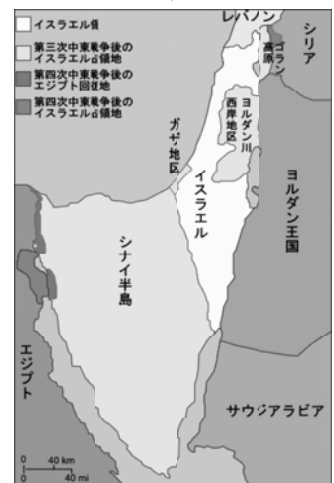 イスラエル領
第三次中東戦争後の
イスラエル占領地
第四次中東戦争後の
エジプト回復地
第四次中東戦争後の
イスラエル占領地
レバノン
シリア
ゴラン
高原
ヨルダン川
西岸地区
ガザ地区
イスラエル
ヨルダン王国
シナイ半島
エジプト
サウジアラビア
0 40 km
0 40 mi